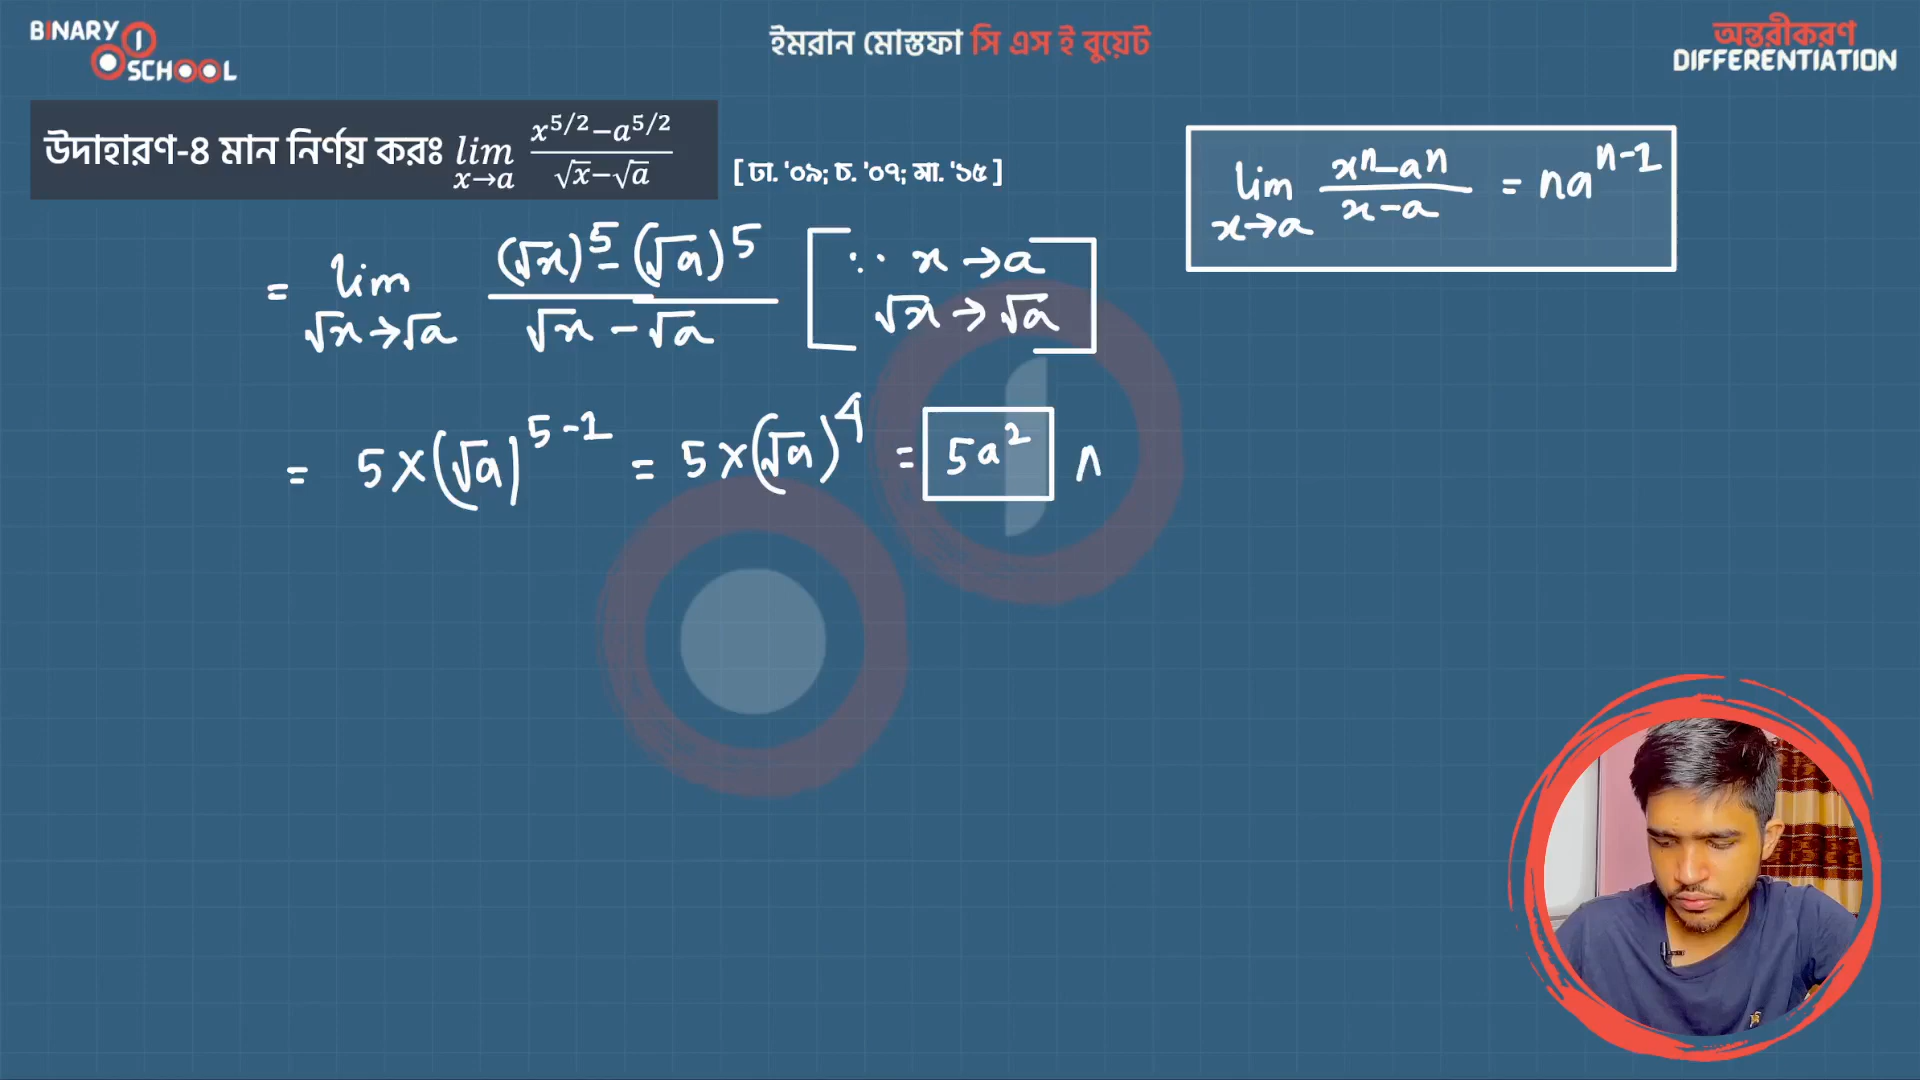 BINARY SCHOOL
ইমরান মোস্তফা সি এস ই বুয়েট
অন্তরীকরণ
DIFFERENTIATION
উদাহারণ-৪ মান নির্ণয় করঃ lim x→a (x^{5/2}−a^{5/2})/(√x−√a)
[ ঢা. '০৯; চ. '০৭; মা. '১৫ ]
lim x→a (x^n−a^n)/(x−a) = na^{n-1}
= lim √x→√a ((√x)^5 − (√a)^5)/(√x − √a) [∵ x→a
√x→√a]
= 5×(√a)^{5-1} = 5×(√a)^4 = 5a^2